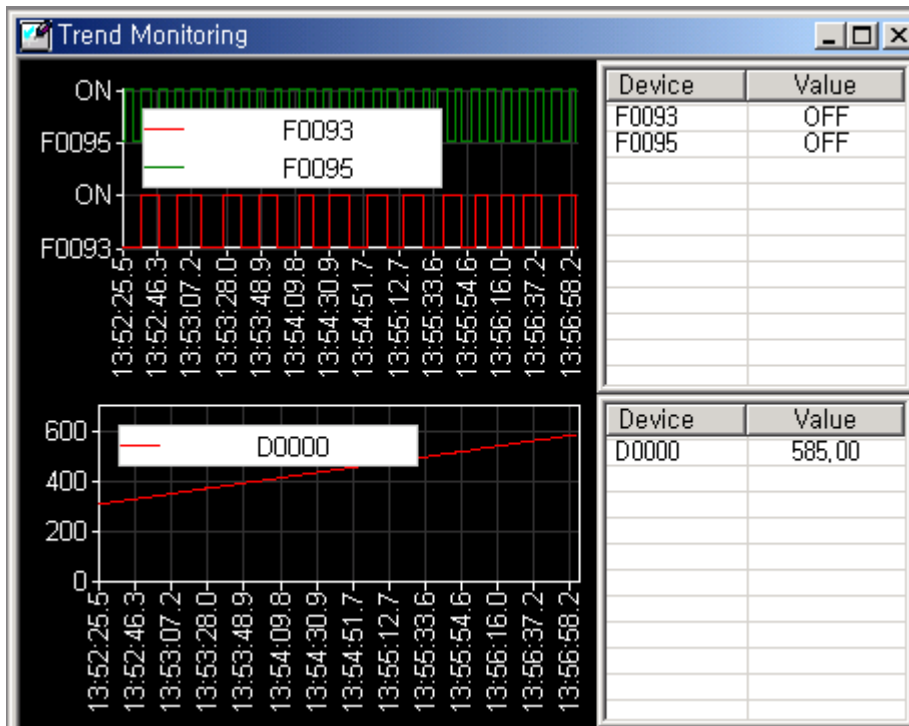 Trend Monitoring
ON
F0095
ON
F0093
F0093
F0095
13:52:25.5
13:52:46.3
13:53:07.2
13:53:28.0
13:53:48.9
13:54:09.8
13:54:30.9
13:54:51.7
13:55:12.7
13:55:33.6
13:55:54.6
13:56:16.0
13:56:37.2
13:56:58.2
Device Value
F0093 OFF
F0095 OFF
600
400
200
0
D0000
13:52:25.5
13:52:46.3
13:53:07.2
13:53:28.0
13:53:48.9
13:54:09.8
13:54:30.9
13:54:51.7
13:55:12.7
13:55:33.6
13:55:54.6
13:56:16.0
13:56:37.2
13:56:58.2
Device Value
D0000 585,00